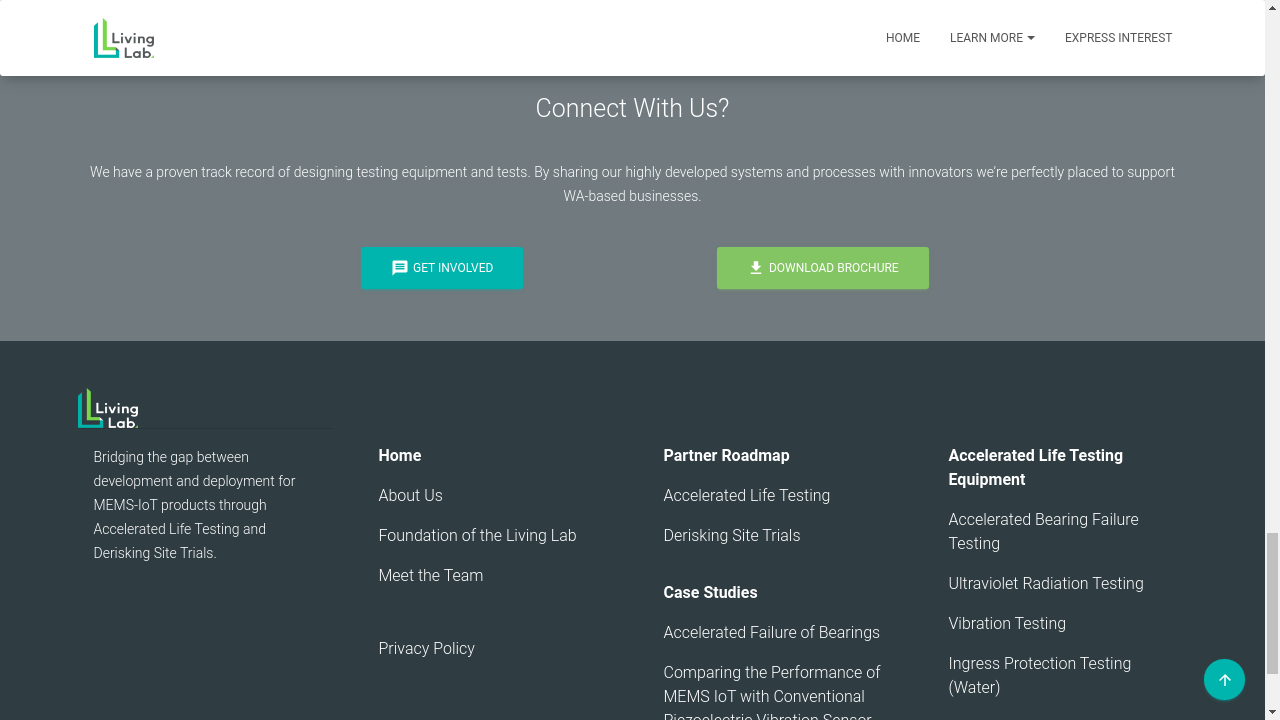 Living
Lab.
HOME
LEARN MORE
EXPRESS INTEREST
Connect With Us?
We have a proven track record of designing testing equipment and tests. By sharing our highly developed systems and processes with innovators we're perfectly placed to support
WA-based businesses.
GET INVOLVED
DOWNLOAD BROCHURE
Living
Lab.
Bridging the gap between
development and deployment for
MEMS-IoT products through
Accelerated Life Testing and
Derisking Site Trials.
Home
About Us
Foundation of the Living Lab
Meet the Team
Privacy Policy
Partner Roadmap
Accelerated Life Testing
Derisking Site Trials
Case Studies
Accelerated Failure of Bearings
Comparing the Performance of
MEMS IoT with Conventional
Piezoelectric Vibration Sensor
Accelerated Life Testing
Equipment
Accelerated Bearing Failure
Testing
Ultraviolet Radiation Testing
Vibration Testing
Ingress Protection Testing
(Water)